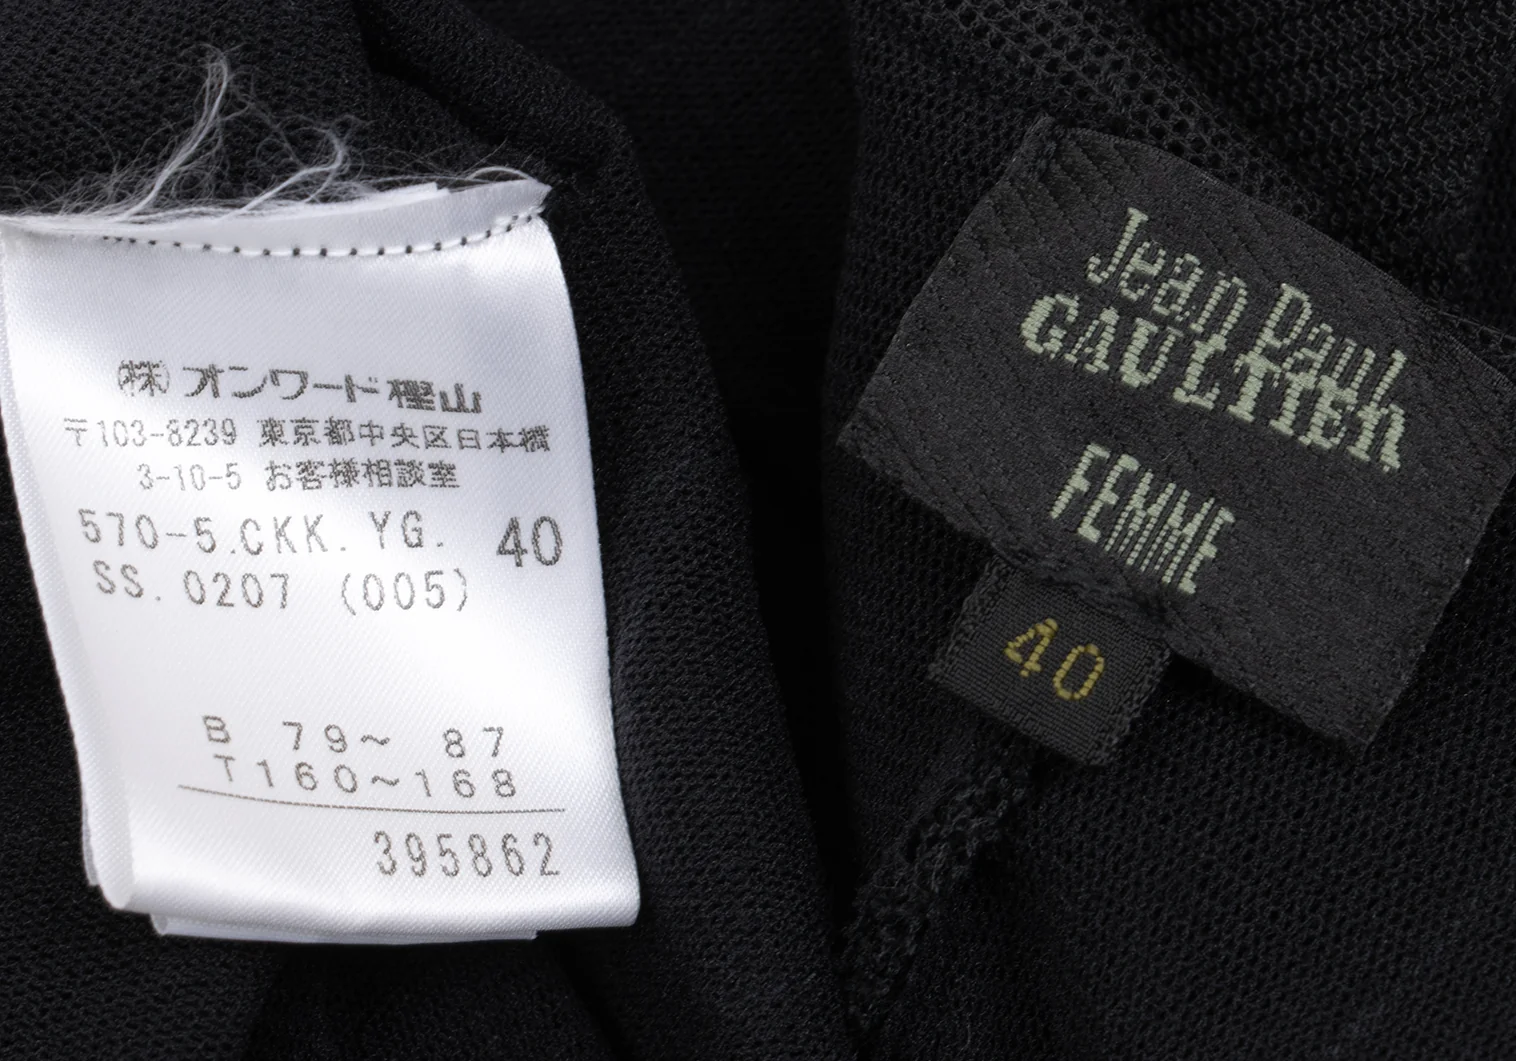 (株)オンワード樫山
〒103-8239 東京都中央区日本橋
3-10-5 お客様相談室
570-5.CKK. YG. 40
SS. 0207 (005)
B 79~ 87
T160~168
395862
Jean Paul
GAULTIER
FEMME
40